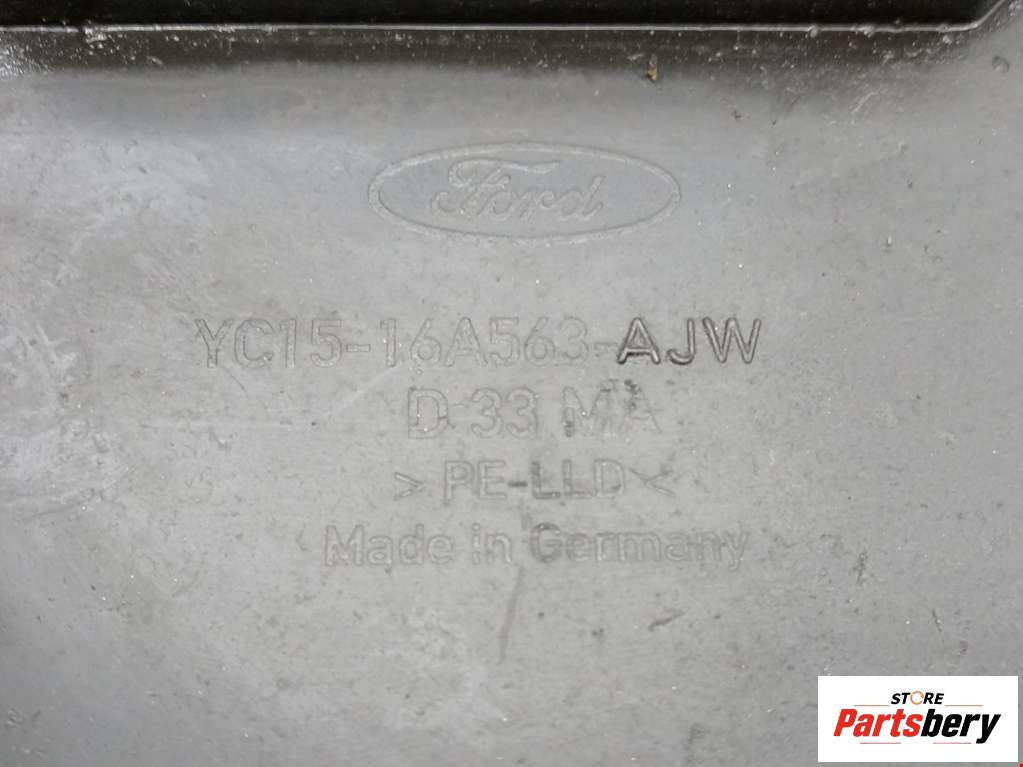 Ford
YC15-16A563-AJW
D 33 MA
> PE-LLD <
Made in Germany
STORE
Partsbery